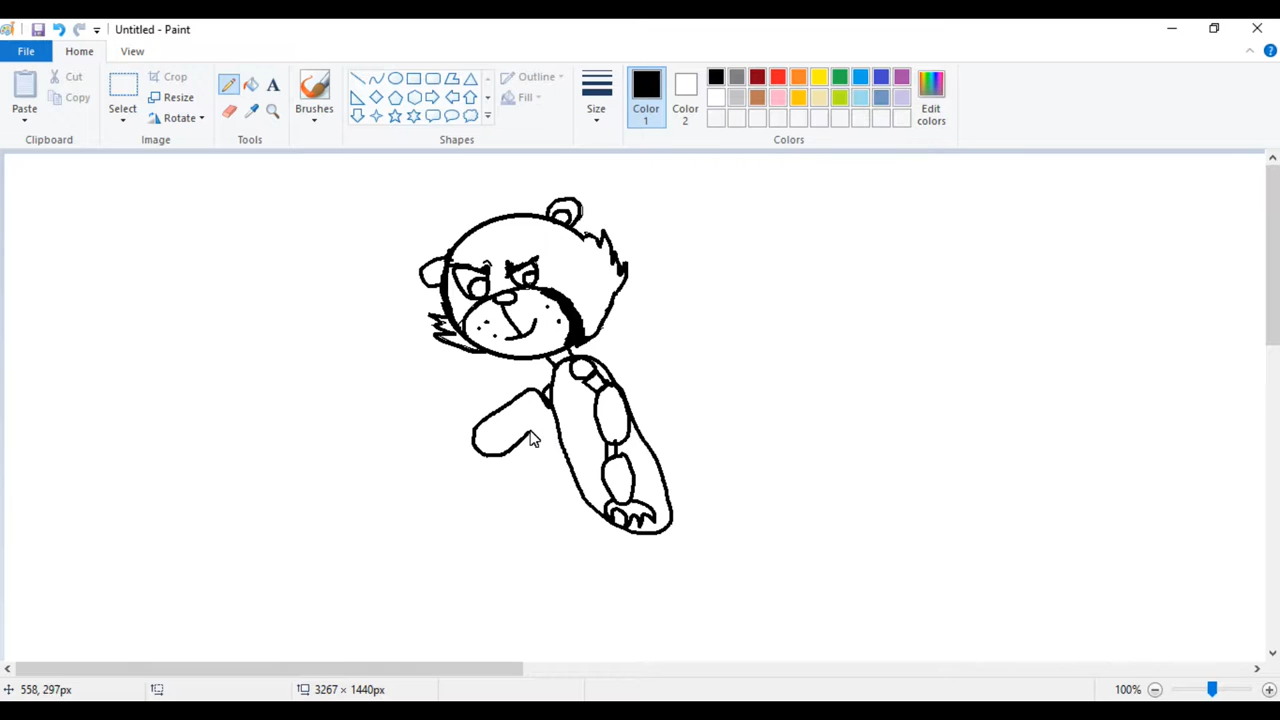 Untitled - Paint
File Home View
Paste
Cut
Copy
Clipboard
Select
Crop
Resize
Rotate
Image
A
Tools
Brushes
Shapes
Outline
Fill
Size
Color 1
Color 2
Edit colors
Colors
558, 297px
3267 × 1440px
100%